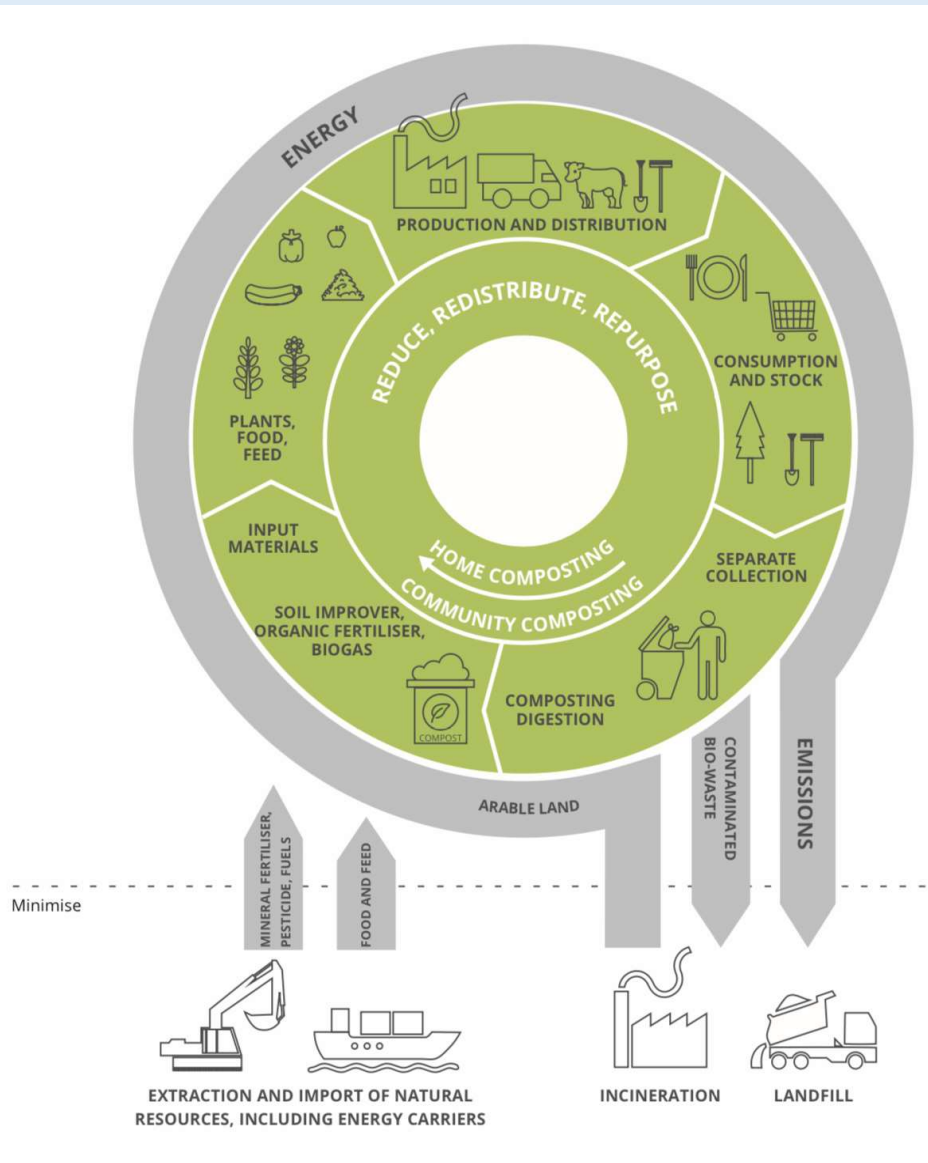 ENERGY
PRODUCTION AND DISTRIBUTION
REDUCE, REDISTRIBUTE, REPURPOSE
CONSUMPTION
AND STOCK
PLANTS,
FOOD,
FEED
INPUT
MATERIALS
SEPARATE
COLLECTION
HOME COMPOSTING
COMMUNITY COMPOSTING
SOIL IMPROVER,
ORGANIC FERTILISER,
BIOGAS
COMPOSTING
DIGESTION
COMPOST
ARABLE LAND
CONTAMINATED
BIO-WASTE
EMISSIONS
MINERAL FERTILISER,
PESTICIDE, FUELS
FOOD AND FEED
Minimise
EXTRACTION AND IMPORT OF NATURAL
RESOURCES, INCLUDING ENERGY CARRIERS
INCINERATION
LANDFILL